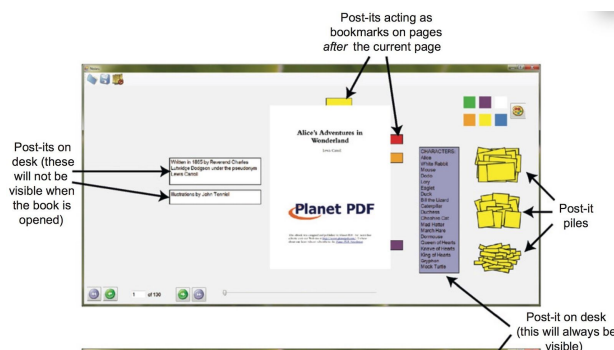 Post-its acting as
bookmarks on pages
after the current page
Post-its on
desk (these
will not be
visible when
the book is
opened)
Written in 1865 by Reverend Charles
Lutwidge Dodgson under the pseudonym
Lewis Carroll
Illustrations by John Tenniel
Alice's Adventures in
Wonderland
Lewis Carroll
Planet PDF
CHARACTERS:
Alice
White Rabbit
Mouse
Dodo
Lory
Eaglet
Duck
Bill the Lizard
Caterpillar
Duchess
Cheshire Cat
Mad Hatter
March Hare
Dormouse
Queen of Hearts
Knave of Hearts
King of Hearts
Gryphon
Mock Turtle
Post-it
piles
1 of 130
Post-it on desk
(this will always be
visible)